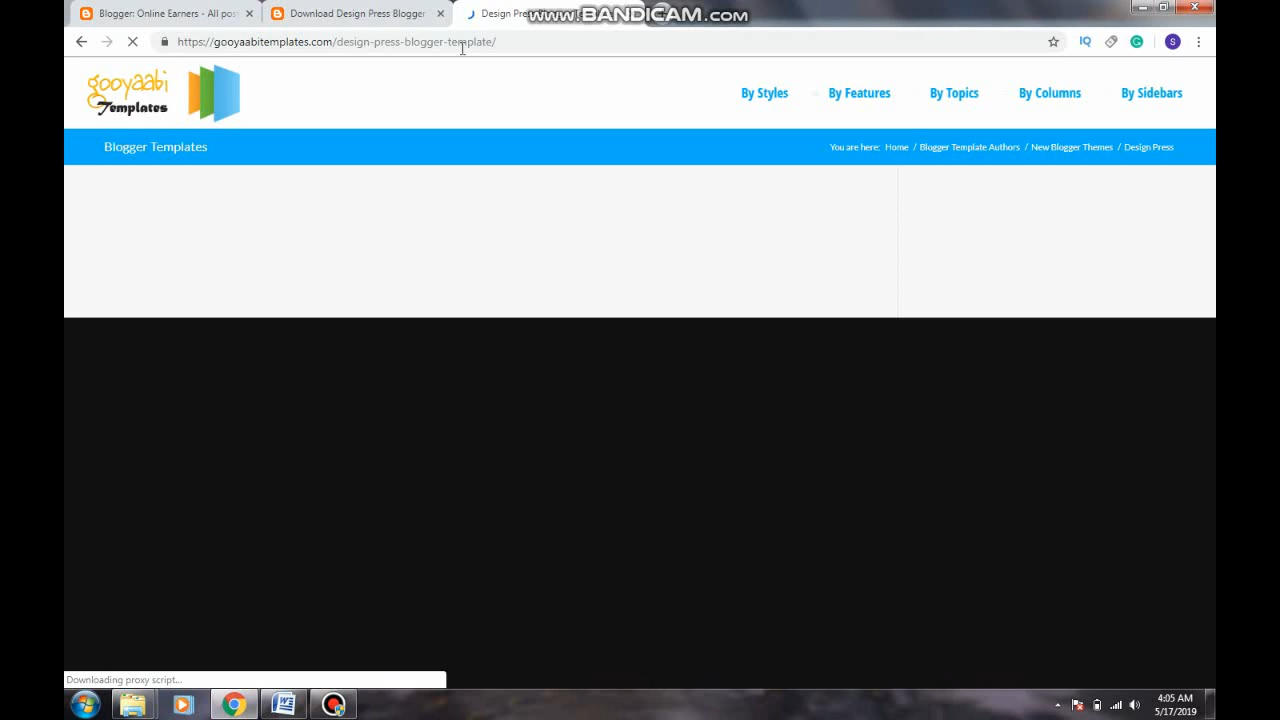 Blogger: Online Earners - All pos
Download Design Press Blogger
Design Pre
www.BANDICAM.COM
https://gooyaabitemplates.com/design-press-blogger-template/
IQ
S
gooyaabi
Templates
By Styles
By Features
By Topics
By Columns
By Sidebars
Blogger Templates
You are here: Home / Blogger Template Authors / New Blogger Themes / Design Press
Downloading proxy script...
4:05 AM
5/17/2019